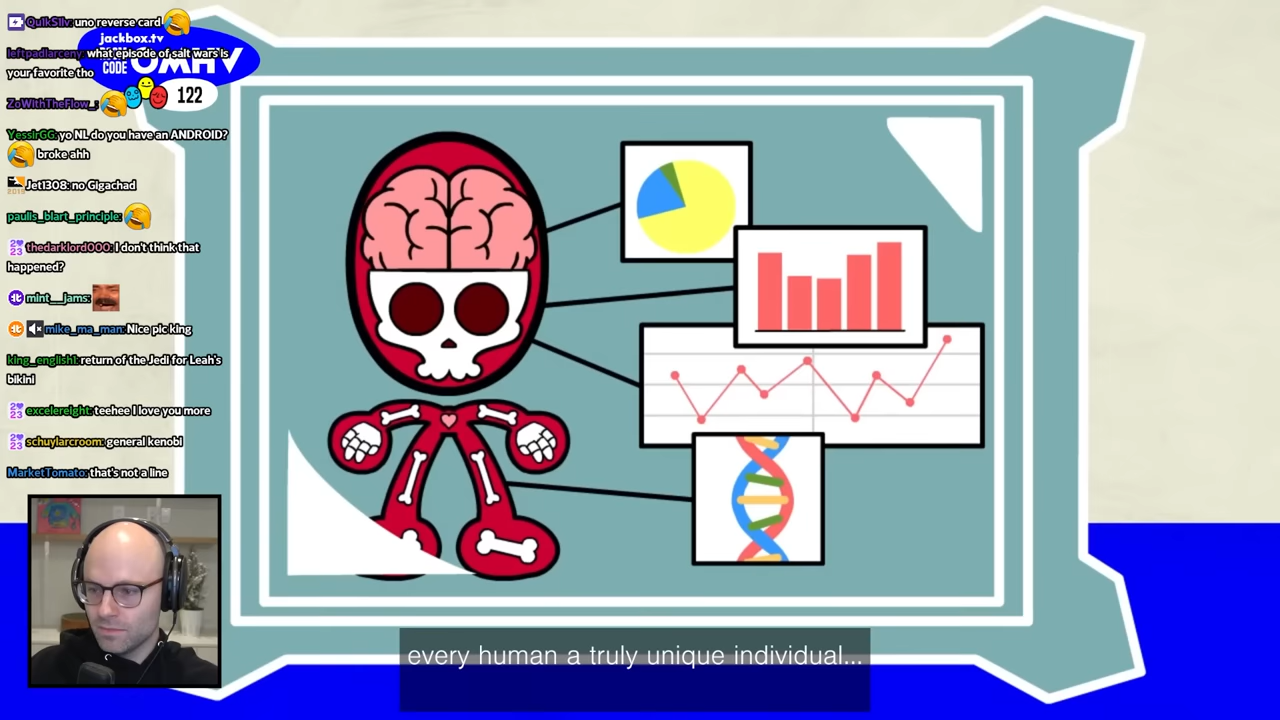 Qu1kS1lv: uno reverse card
jackbox.tv
leftpadlarceny: what episode of salt wars is
your favorite tho
CODE
ZoWithTheFlow_:
122
YessirGG: yo NL do you have an ANDROID?
broke ahh
Jet1308: no Gigachad
paulis_blart_principle:
thedarklord000: I don't think that
happened?
mint__jams:
mike_ma_man: Nice pic king
king_english1: return of the Jedi for Leah's
bikini
excelereight: teehee I love you more
schuylarcroom: general kenobi
MarketTomato: that's not a line
every human a truly unique individual...